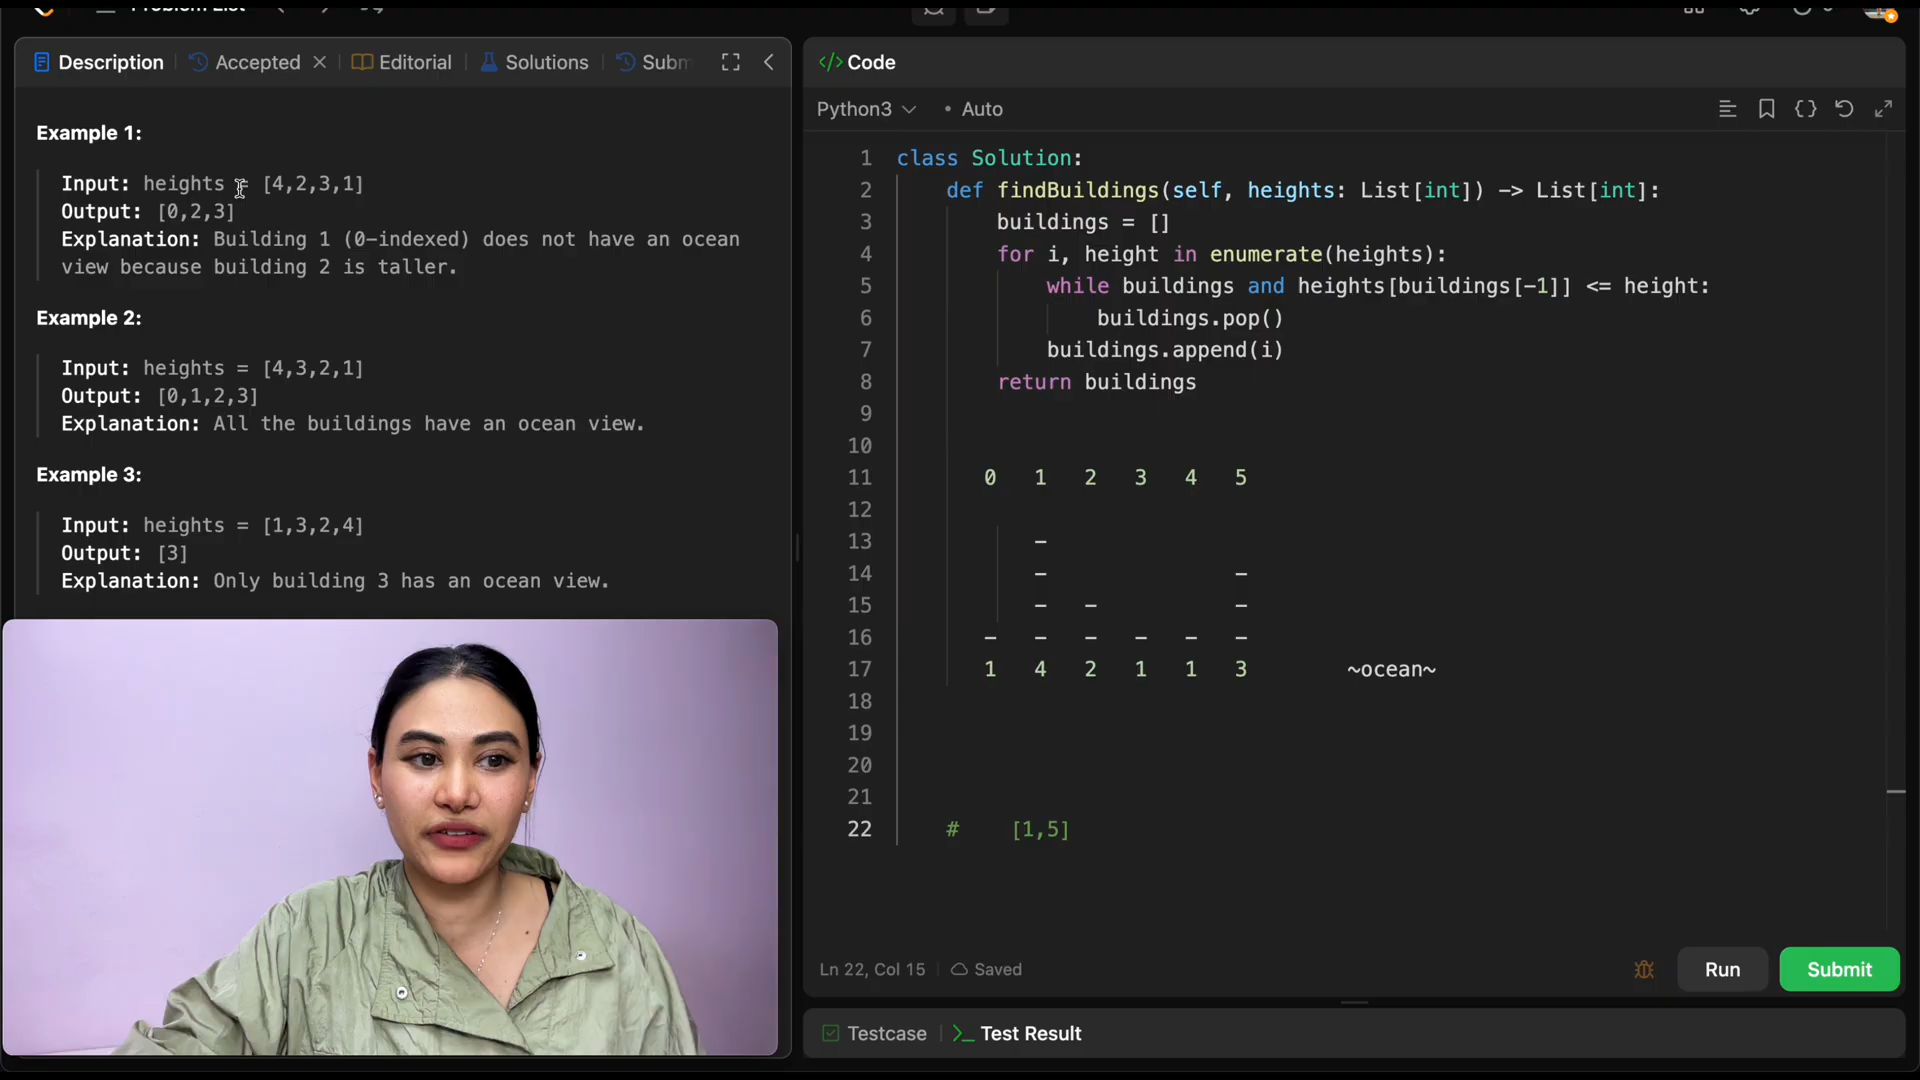 Problem List
Description
Accepted
Editorial
Solutions
Subm
Example 1:
Input: heights = [4,2,3,1]
Output: [0,2,3]
Explanation: Building 1 (0-indexed) does not have an ocean
view because building 2 is taller.
Example 2:
Input: heights = [4,3,2,1]
Output: [0,1,2,3]
Explanation: All the buildings have an ocean view.
Example 3:
Input: heights = [1,3,2,4]
Output: [3]
Explanation: Only building 3 has an ocean view.
</> Code
Python3 • Auto
1 class Solution:
2 def findBuildings(self, heights: List[int]) -> List[int]:
3 buildings = []
4 for i, height in enumerate(heights):
5 while buildings and heights[buildings[-1]] <= height:
6 buildings.pop()
7 buildings.append(i)
8 return buildings
9
10
11 0 1 2 3 4 5
12
13 -
14 - -
15 - - -
16 - - - - - -
17 1 4 2 1 1 3 ~ocean~
18
19
20
21
22 # [1,5]
Ln 22, Col 15 Saved
Run
Submit
Testcase
>_ Test Result